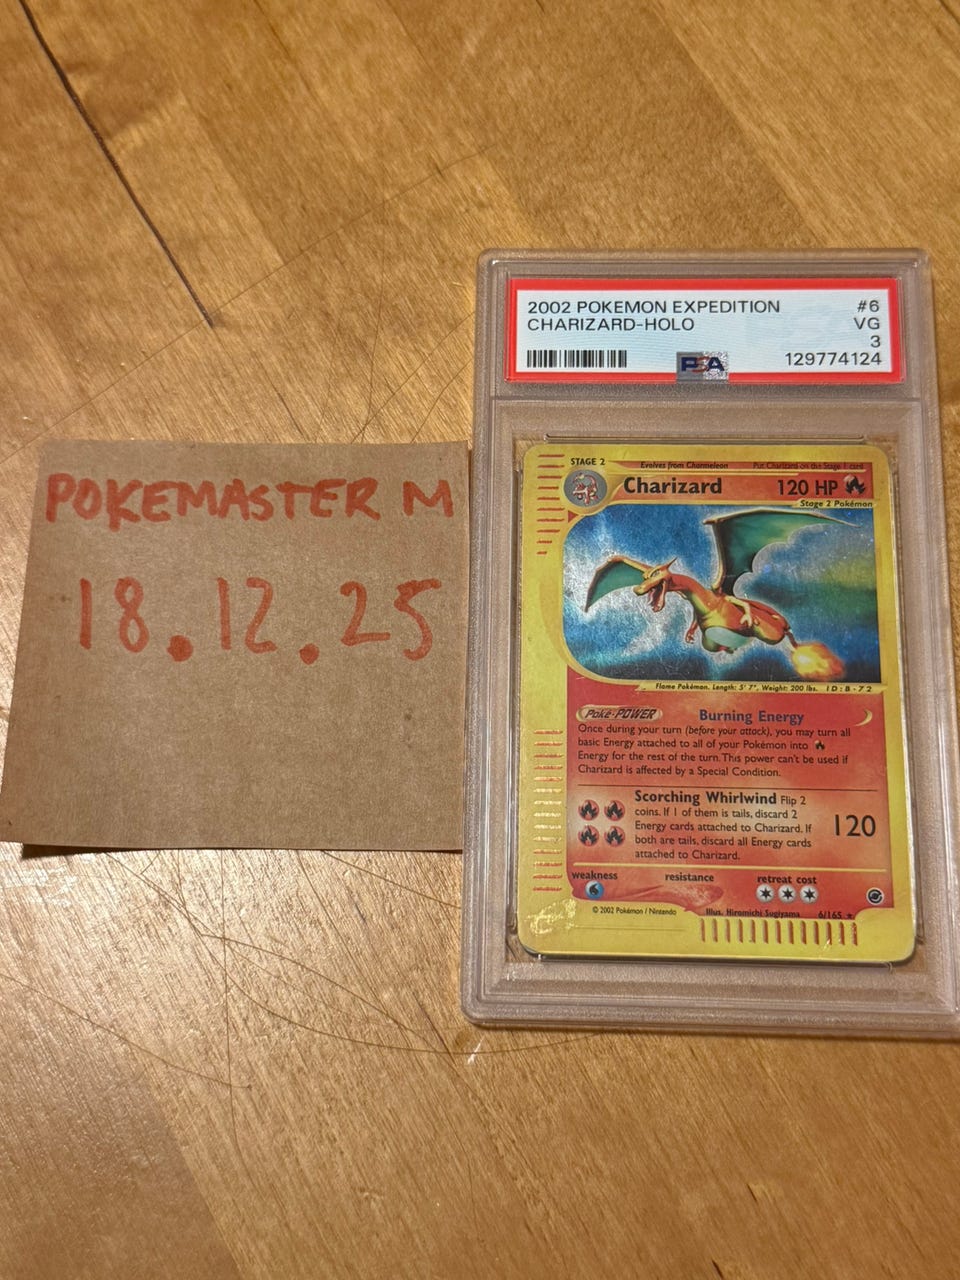 POKEMASTER M
18.12.25
2002 POKEMON EXPEDITION #6
CHARIZARD-HOLO VG
3
PSA 129774124
STAGE 2 Evolves from Charmeleon Put Charizard on the Stage 1 card
Charizard 120 HP
Stage 2 Pokémon
Flame Pokémon. Length: 5' 7", Weight: 200 lbs. ID: B - 72
Poké-POWER Burning Energy
Once during your turn (before your attack), you may turn all
basic Energy attached to all of your Pokémon into
Energy for the rest of the turn. This power can't be used if
Charizard is affected by a Special Condition.
Scorching Whirlwind Flip 2
coins. If 1 of them is tails, discard 2
Energy cards attached to Charizard. If
both are tails, discard all Energy cards
attached to Charizard.
120
weakness resistance retreat cost
© 2002 Pokémon / Nintendo Illus. Hiromichi Sugiyama 6/165 ★